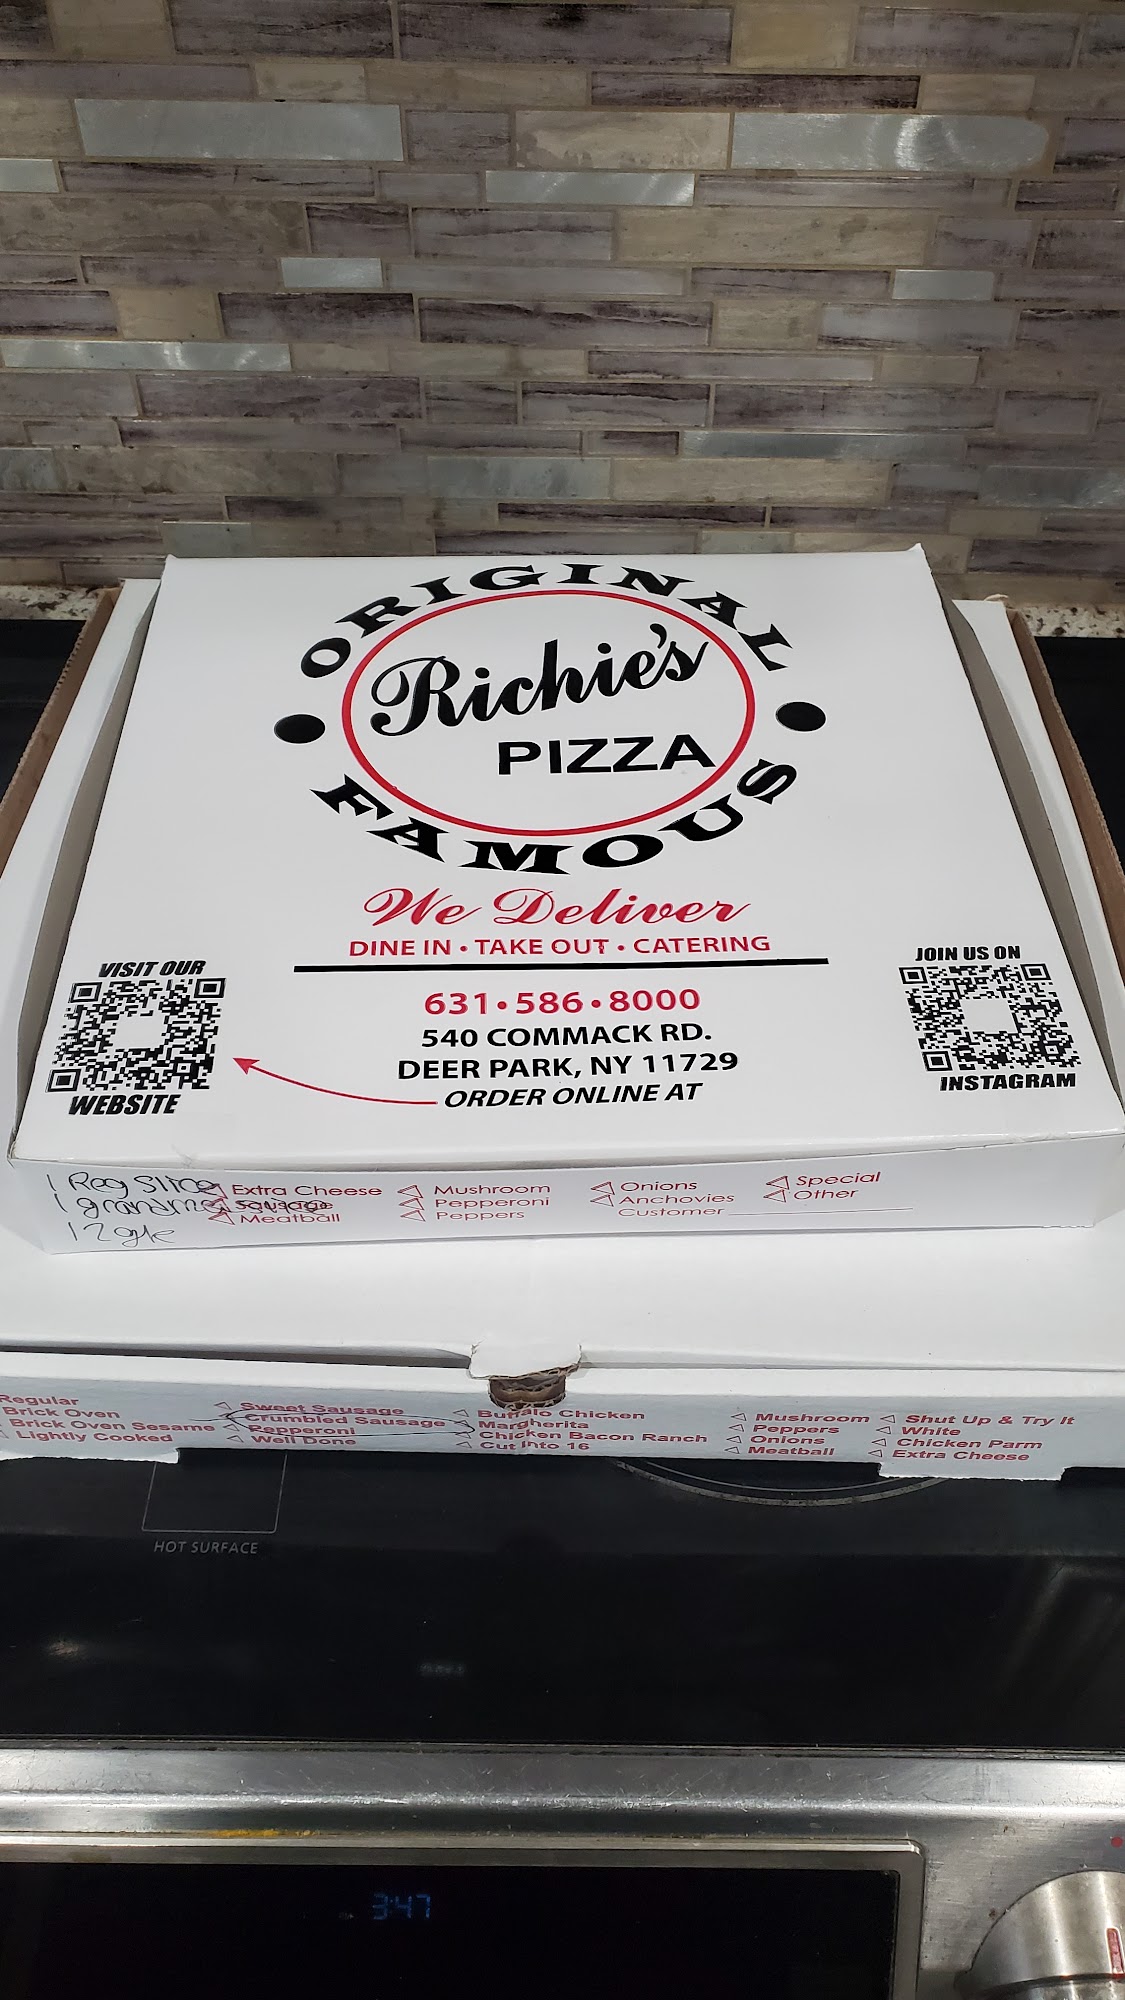 ORIGINAL
Richie's
PIZZA
FAMOUS
We Deliver
DINE IN • TAKE OUT • CATERING
VISIT OUR
WEBSITE
JOIN US ON
INSTAGRAM
631•586•8000
540 COMMACK RD.
DEER PARK, NY 11729
ORDER ONLINE AT
1 Reg Slice
1 grandma slice
Extra Cheese
Sausage
Meatball
Mushroom
Pepperoni
Peppers
Onions
Anchovies
Customer
Special
Other
Regular
Brick Oven
Brick Oven Sesame
Lightly Cooked
Sweet Sausage
Crumbled Sausage
Pepperoni
Well Done
Buffalo Chicken
Margherita
Chicken Bacon Ranch
Cut Into 16
Mushroom
Peppers
Onions
Meatball
Shut Up & Try It
White
Chicken Parm
Extra Cheese
HOT SURFACE
3:47